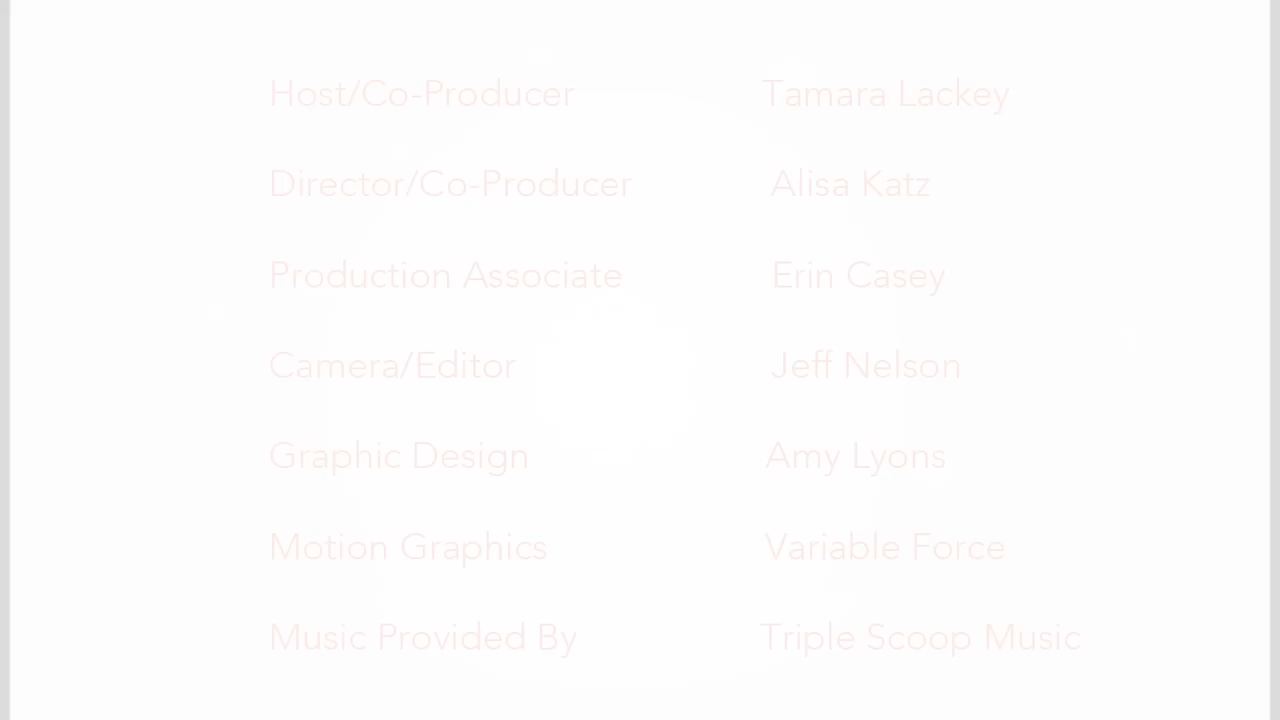 Host/Co-Producer Tamara Lackey
Director/Co-Producer Alisa Katz
Production Associate Erin Casey
Camera/Editor Jeff Nelson
Graphic Design Amy Lyons
Motion Graphics Variable Force
Music Provided By Triple Scoop Music